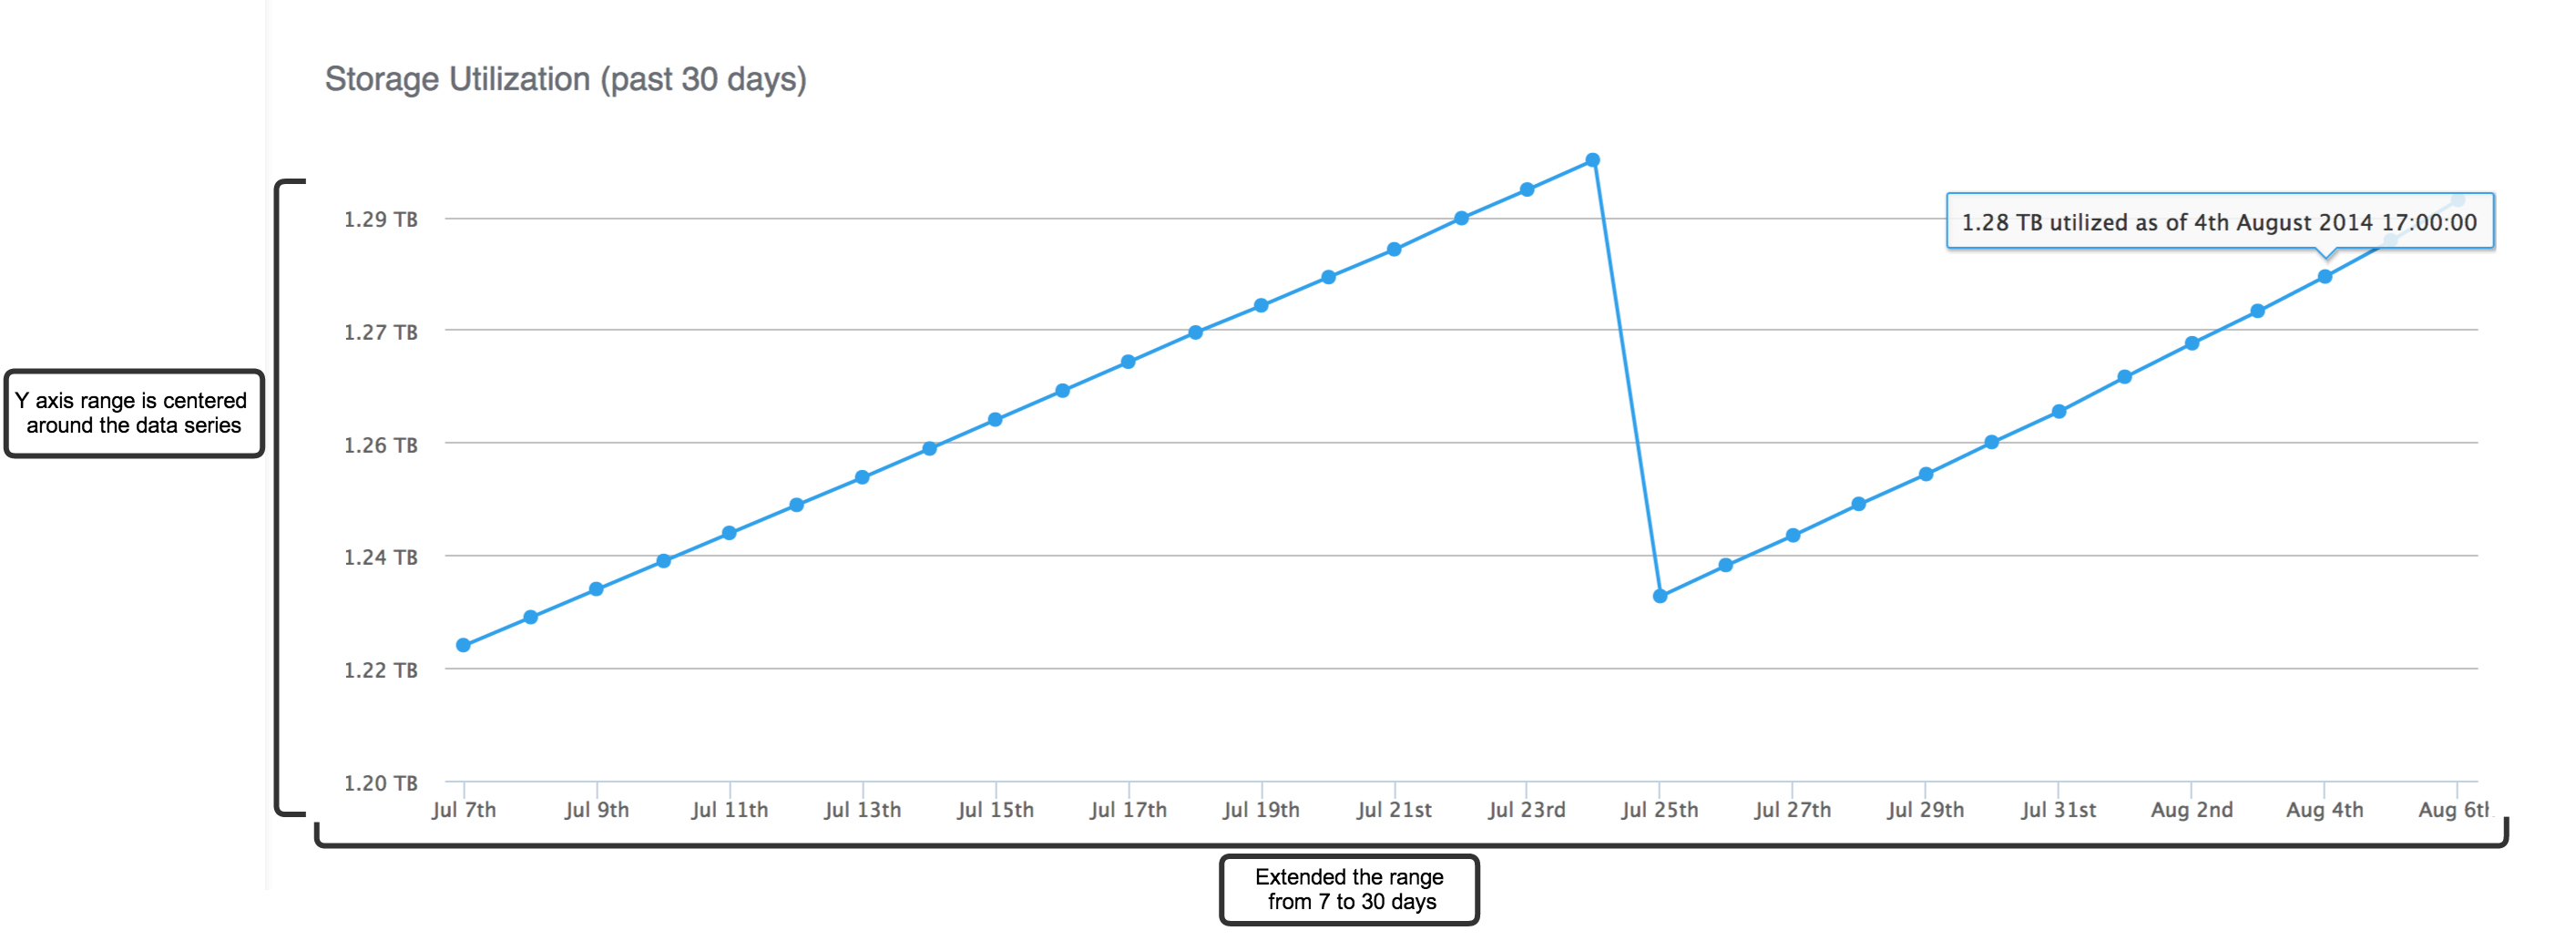 Storage Utilization (past 30 days)
1.29 TB
1.28 TB utilized as of 4th August 2014 17:00:00
1.27 TB
Y axis range is centered
around the data series
1.26 TB
1.24 TB
1.22 TB
1.20 TB
Jul 7th Jul 9th Jul 11th Jul 13th Jul 15th Jul 17th Jul 19th Jul 21st Jul 23rd Jul 25th Jul 27th Jul 29th Jul 31st Aug 2nd Aug 4th Aug 6th
Extended the range
from 7 to 30 days